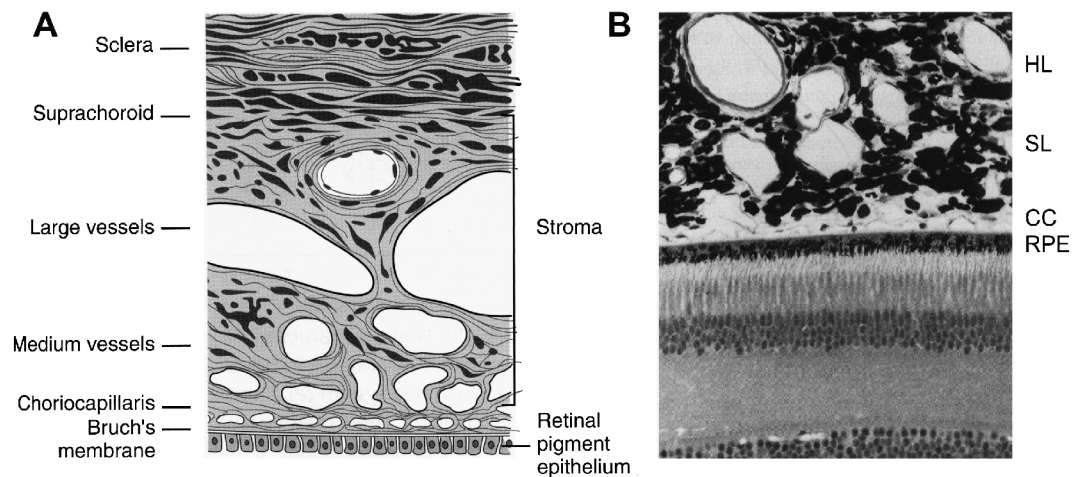 A
Sclera
Suprachoroid
Large vessels
Medium vessels
Choriocapillaris
Bruch's
membrane
Stroma
Retinal
pigment
epithelium
B
HL
SL
CC
RPE